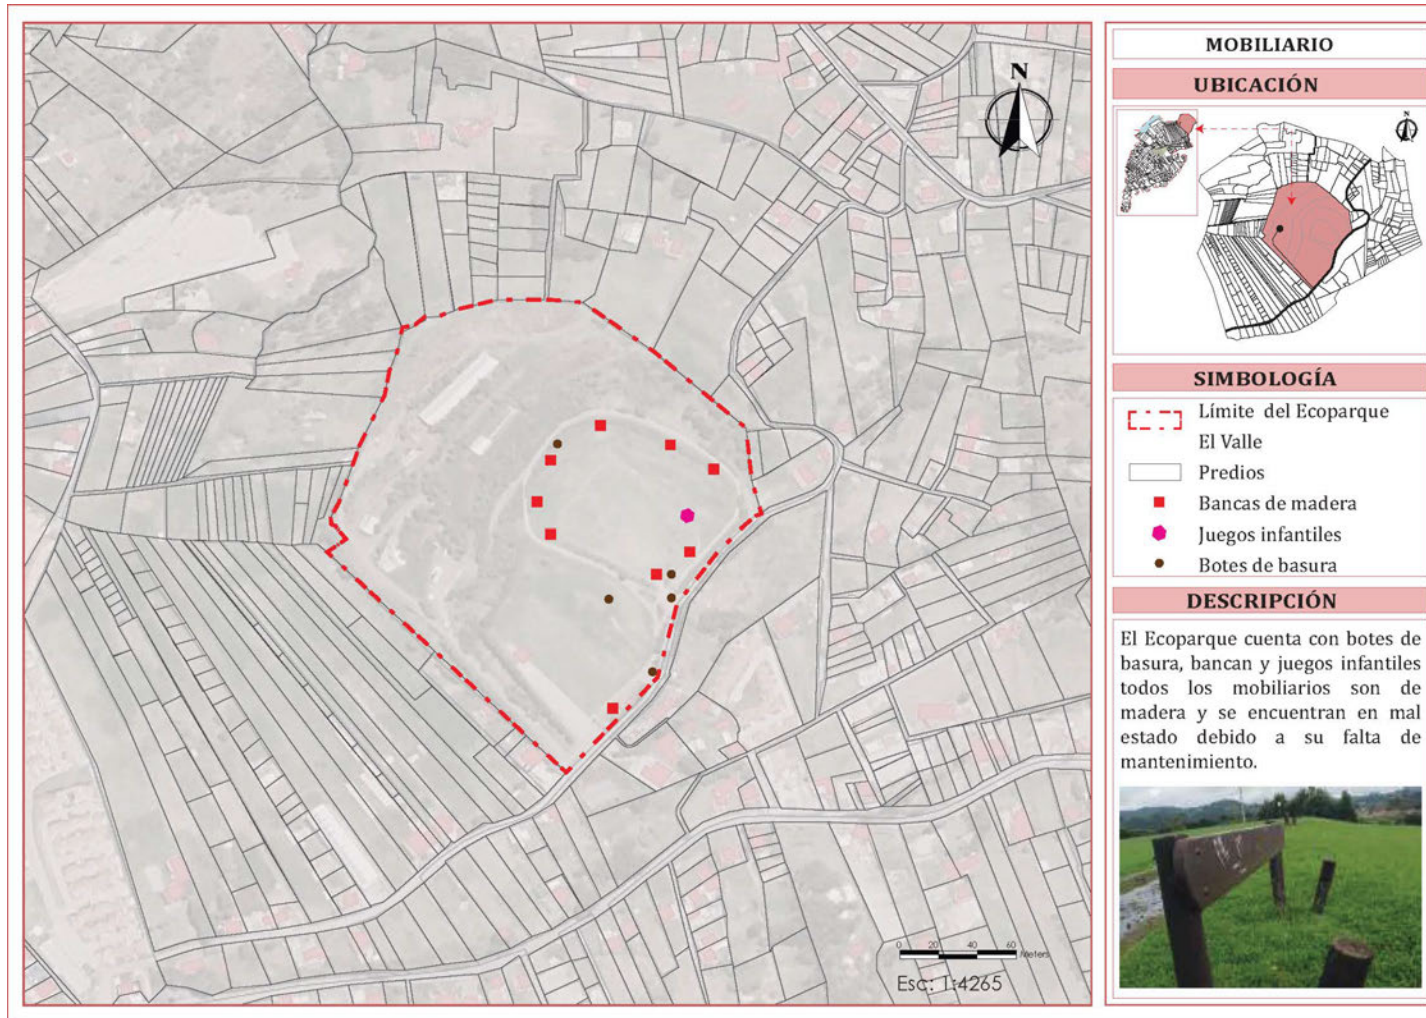 N
0 20 40 60
Meters
Esc: 1:4265
MOBILIARIO
UBICACIÓN
N
SIMBOLOGÍA
Límite del Ecoparque
El Valle
Predios
Bancas de madera
Juegos infantiles
Botes de basura
DESCRIPCIÓN
El Ecoparque cuenta con botes de
basura, bancan y juegos infantiles
todos los mobiliarios son de
madera y se encuentran en mal
estado debido a su falta de
mantenimiento.